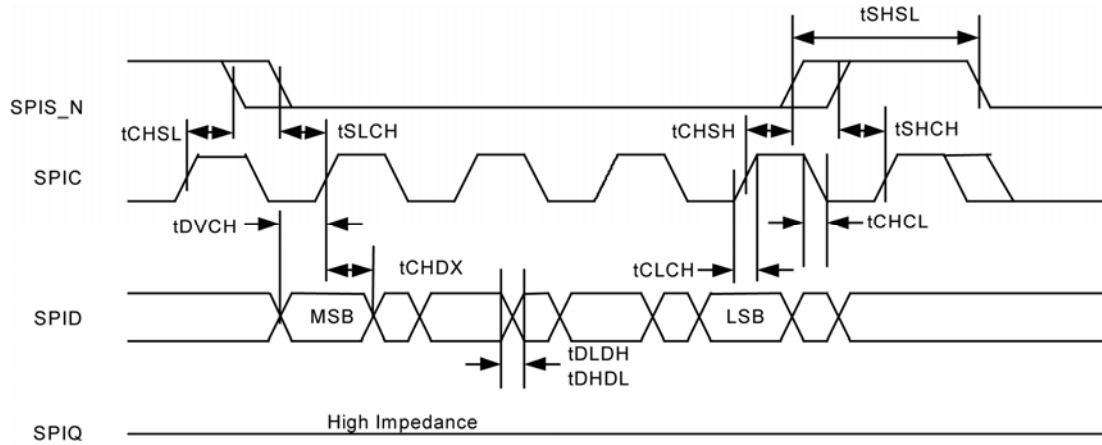 tSHSL
SPIS_N
tCHSL
tSLCH
tCHSH
tSHCH
SPIC
tDVCH
tCHDX
tCLCH
tCHCL
SPID
MSB
LSB
tDLDH
tDHDL
SPIQ
High Impedance